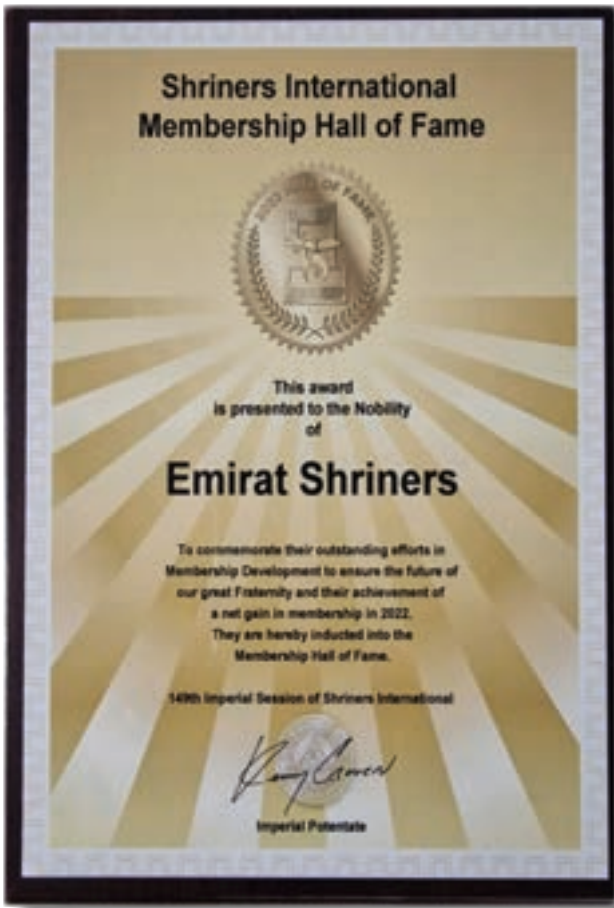 Shriners International
Membership Hall of Fame
HALL OF FAME
This award
is presented to the Nobility
of
Emirat Shriners
To commemorate their outstanding efforts in
Membership Development to ensure the future of
our great Fraternity and their achievement of
a net gain in membership in 2022.
They are hereby inducted into the
Membership Hall of Fame.
149th Imperial Session of Shriners International
Imperial Potentate